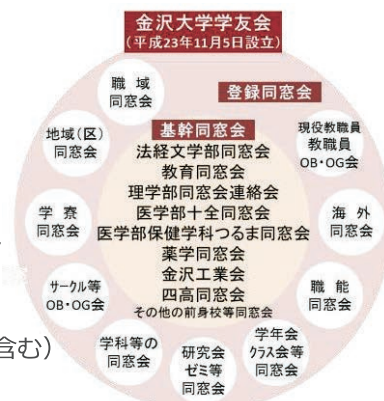 金沢大学学友会
(平成23年11月5日設立)
職域
同窓会
登録同窓会
地域(区)
同窓会
基幹同窓会
現役教職員
教職員
OB・OG会
法経文学部同窓会
教育同窓会
理学部同窓会連絡会
医学部十全同窓会
医学部保健学科つるま同窓会
薬学同窓会
金沢工業会
四高同窓会
その他の前身校等同窓会
学寮
同窓会
海外
同窓会
サークル等
OB・OG会
職能
同窓会
含む)
学科等の
同窓会
研究会
ゼミ等
同窓会
学年会
クラス会等
同窓会